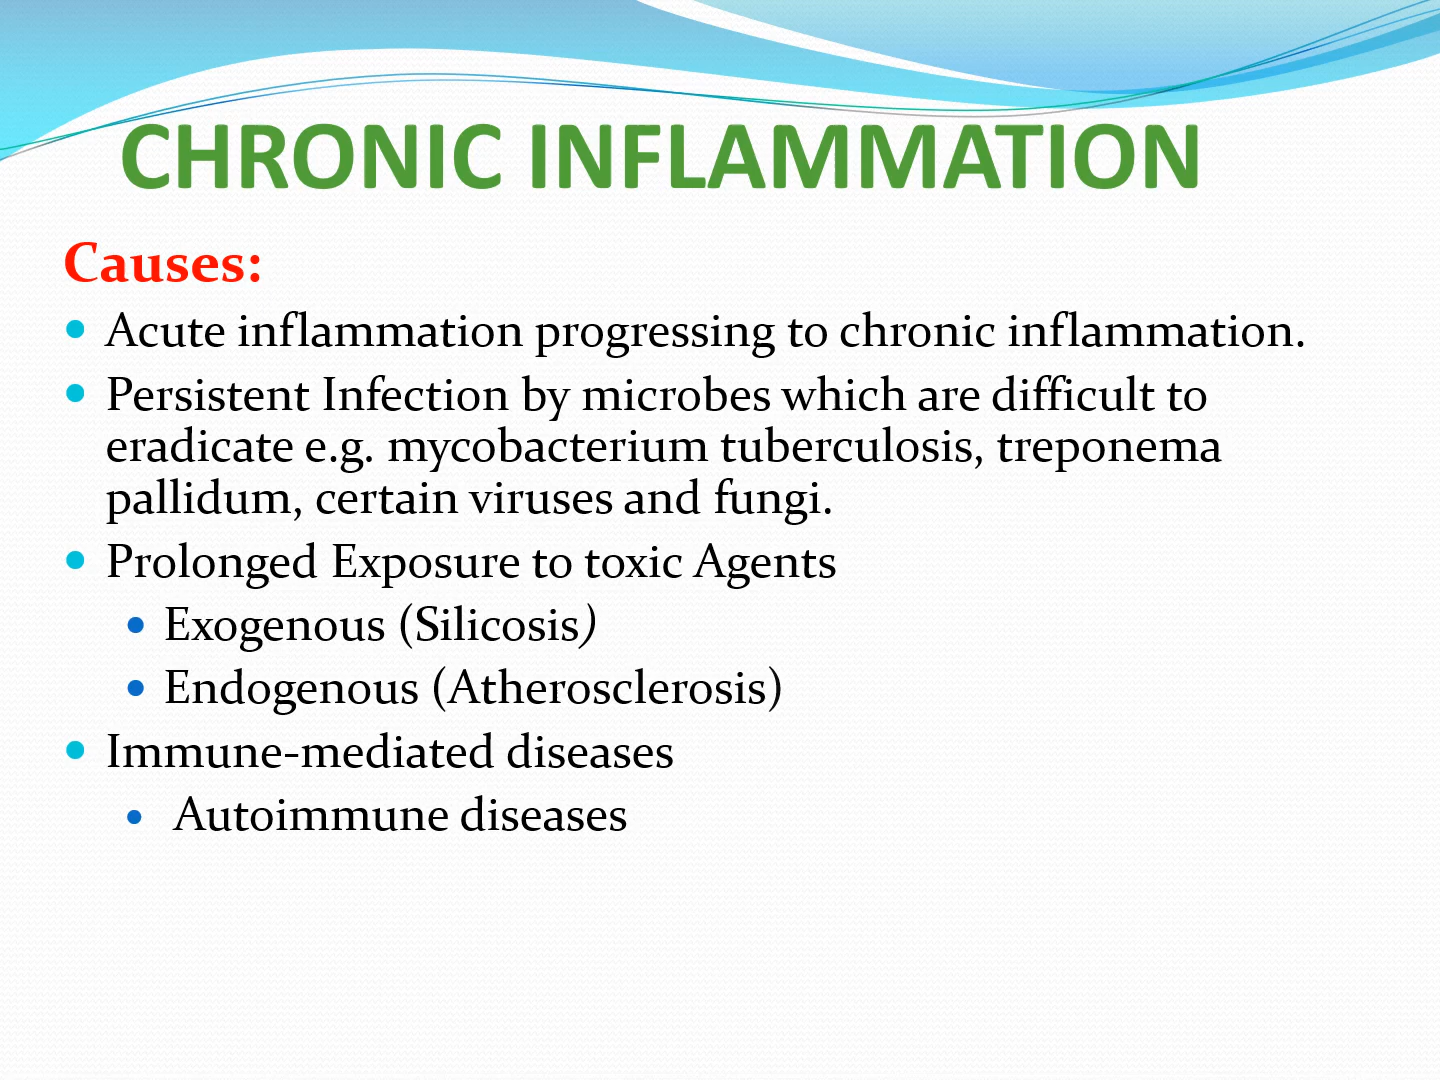 CHRONIC INFLAMMATION
Causes:
• Acute inflammation progressing to chronic inflammation.
• Persistent Infection by microbes which are difficult to
eradicate e.g. mycobacterium tuberculosis, treponema
pallidum, certain viruses and fungi.
• Prolonged Exposure to toxic Agents
• Exogenous (Silicosis)
• Endogenous (Atherosclerosis)
• Immune-mediated diseases
• Autoimmune diseases